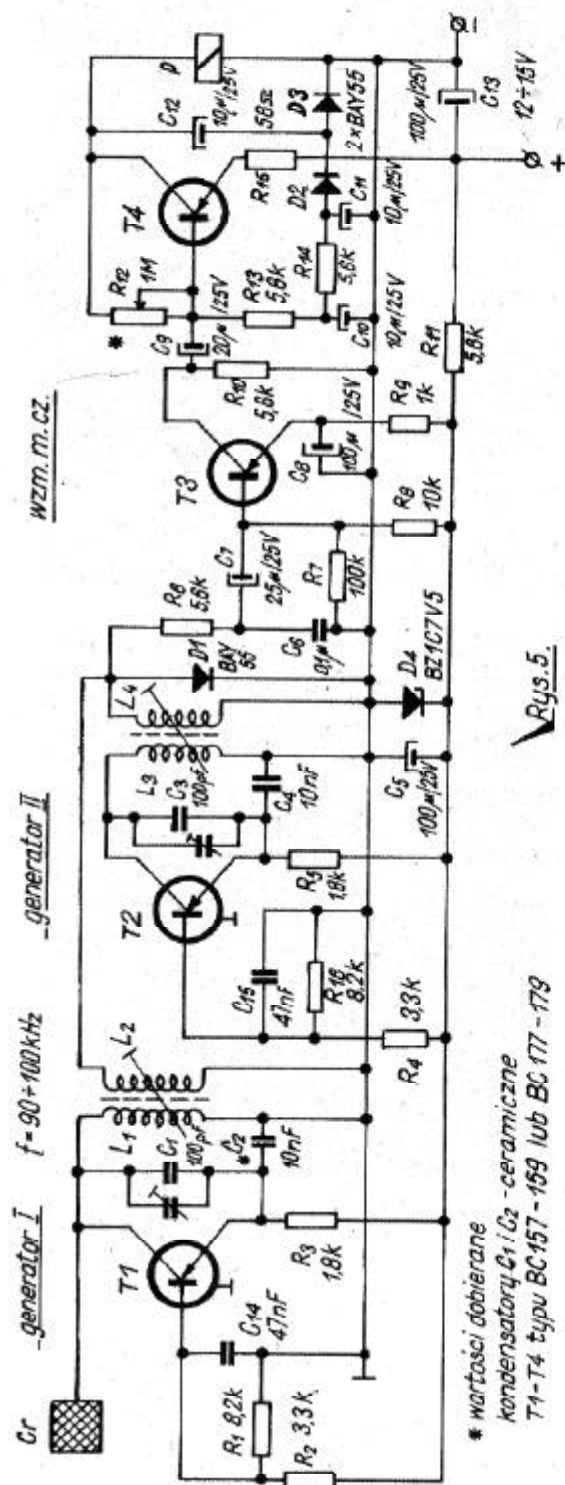 generator I
f = 90 ÷ 100 kHz
generator II
wzm. m. cz.
Cr
T1
C14
47nF
R1 8,2k
R2 3,3k
L1
C1
100pF
* C2
10nF
R3
1,8k
L2
T2
C15
47nF
R16
8,2k
R4 3,3k
L3
C3
100pF
C4
10nF
R5
1,8k
L4
D1
BAY
55
R6
5,6k
C6
0,1µ
C7
25µ/25V
R7
100k
C5
100µ/25V
D4
BZ1C7V5
T3
R8
10k
C8
100µ/25V
R9
1k
R10
5,6k
C9
20µ/25V
* R12
1M
T4
R13
5,6k
C10
10µ/25V
R14
5,6k
C11
10µ/25V
R15
58Ω
C12
10µ/25V
P
D2
D3
2×BAY55
R11
5,6k
100µ/25V
C13
12÷15V
+
-
* wartości dobierane
kondensatory C1 i C2 - ceramiczne
T1-T4 typu BC157-159 lub BC177-179
Rys.5.